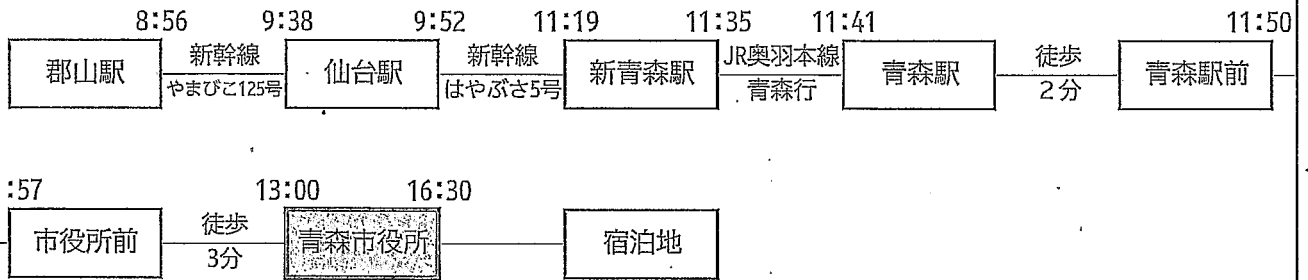 8:56 9:38 9:52 11:19 11:35 11:41 11:50
郡山駅 新幹線 やまびこ125号 仙台駅 新幹線 はやぶさ5号 新青森駅 JR奥羽本線 青森行 青森駅 徒歩 2分 青森駅前
:57 13:00 16:30
市役所前 徒歩 3分 青森市役所 宿泊地